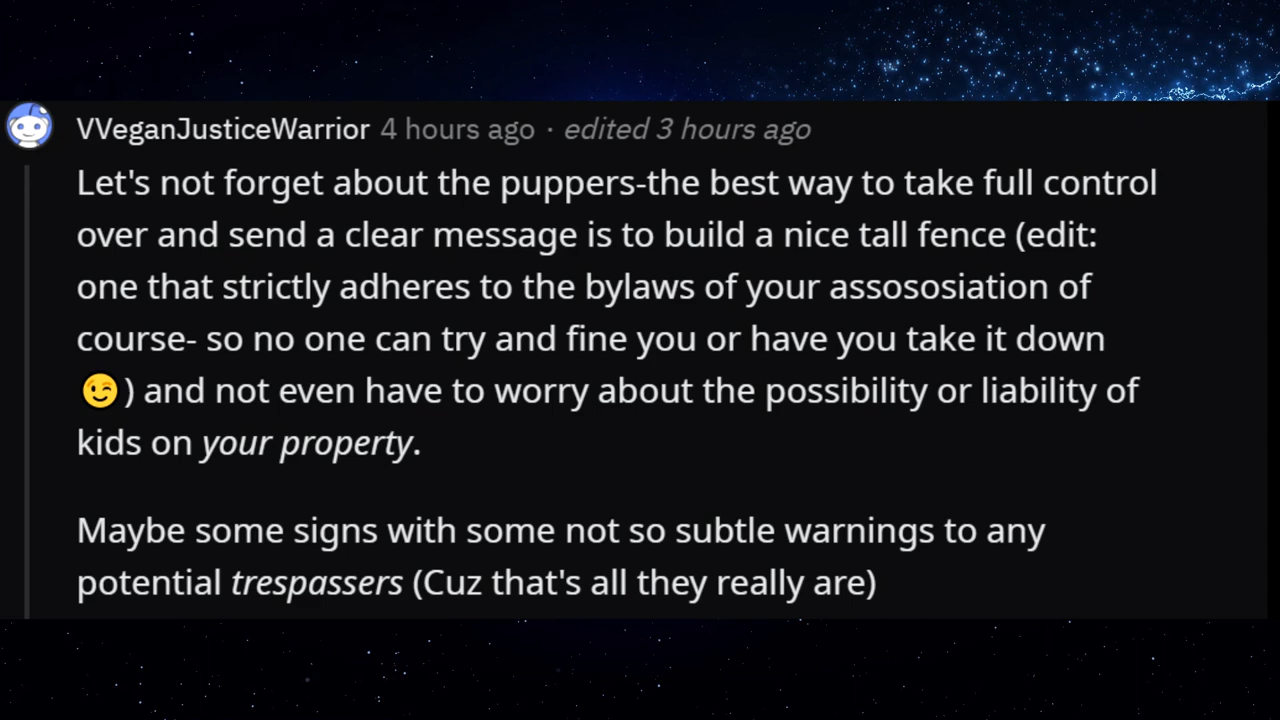 VVeganJusticeWarrior 4 hours ago · edited 3 hours ago
Let's not forget about the puppers-the best way to take full control
over and send a clear message is to build a nice tall fence (edit:
one that strictly adheres to the bylaws of your assososiation of
course- so no one can try and fine you or have you take it down
😉) and not even have to worry about the possibility or liability of
kids on your property.
Maybe some signs with some not so subtle warnings to any
potential trespassers (Cuz that's all they really are)